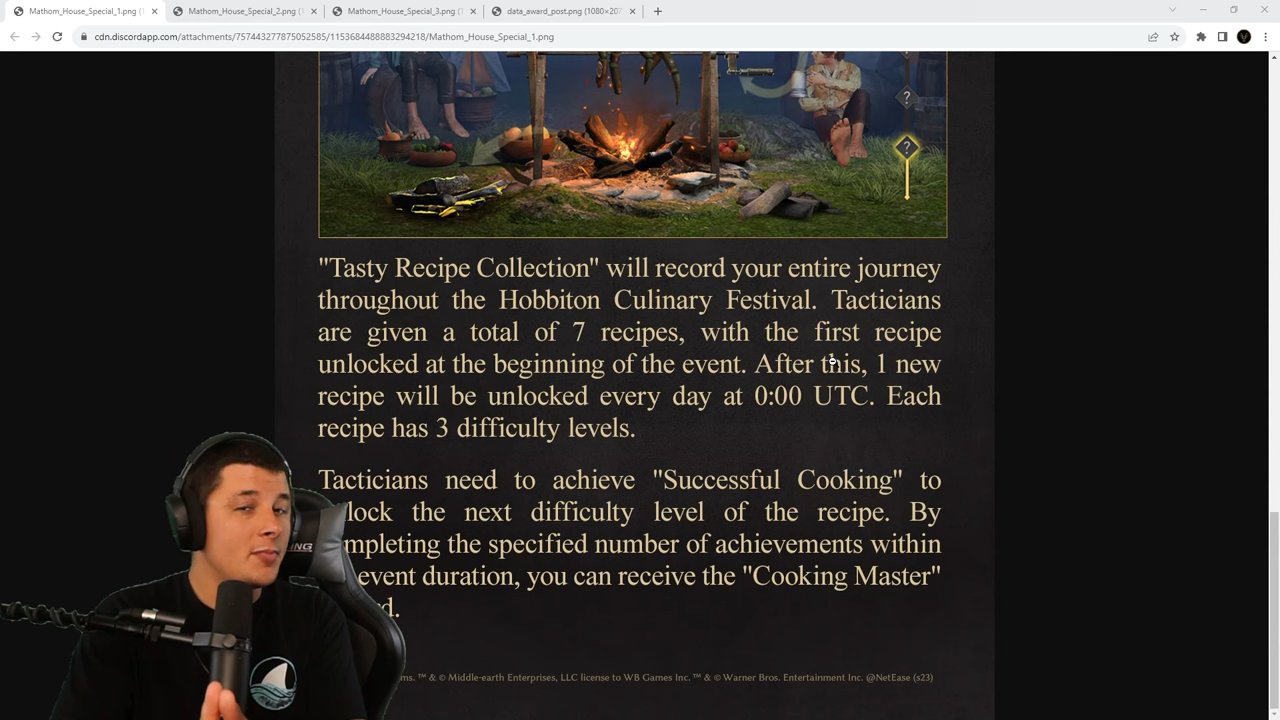 Mathom_House_Special_1.png (1
Mathom_House_Special_2.png (1
Mathom_House_Special_3.png (1
data_award_post.png (1080×207
cdn.discordapp.com/attachments/757443277875052585/1153684488883294218/Mathom_House_Special_1.png
?
?
"Tasty Recipe Collection" will record your entire journey
throughout the Hobbiton Culinary Festival. Tacticians
are given a total of 7 recipes, with the first recipe
unlocked at the beginning of the event. After this, 1 new
recipe will be unlocked every day at 0:00 UTC. Each
recipe has 3 difficulty levels.
Tacticians need to achieve "Successful Cooking" to
lock the next difficulty level of the recipe. By
mpleting the specified number of achievements within
event duration, you can receive the "Cooking Master"
rd.
ms. ™ & © Middle-earth Enterprises, LLC license to WB Games Inc. ™ & © Warner Bros. Entertainment Inc. @NetEase (s23)